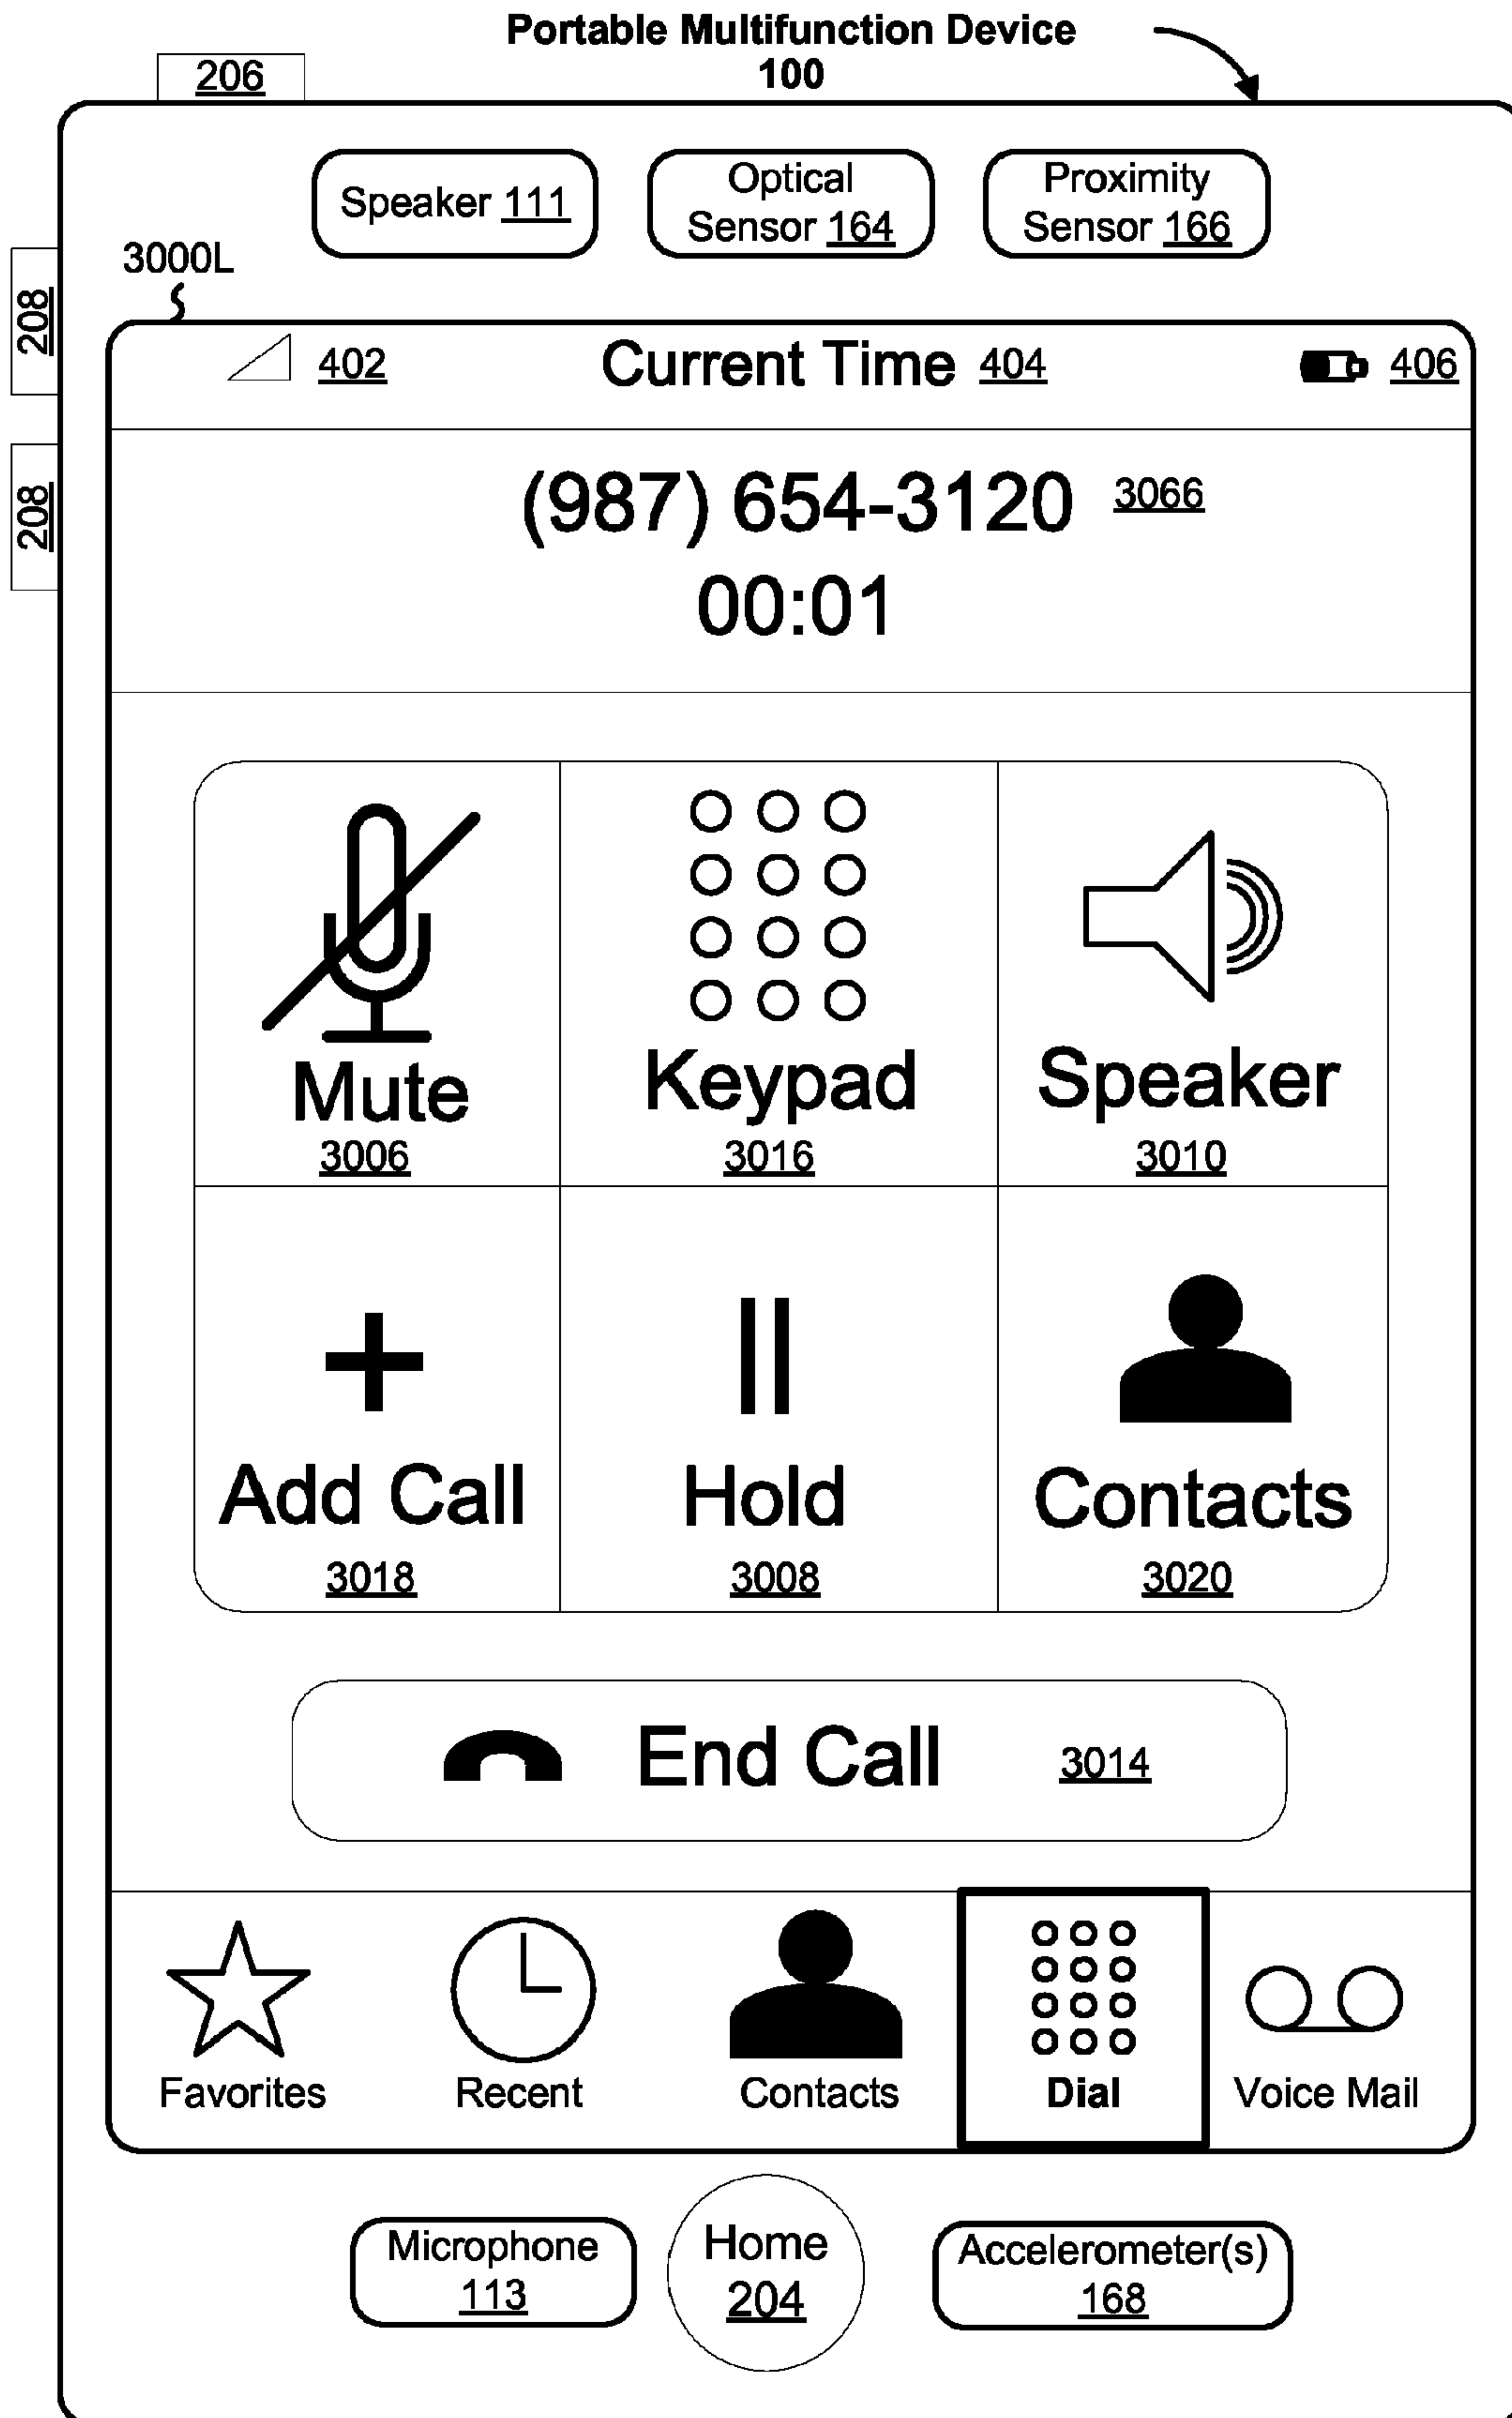 Portable Multifunction Device
100
206
Speaker 111
Optical
Sensor 164
Proximity
Sensor 166
3000L
208
402
Current Time 404
406
208
(987) 654-3120 3066
00:01
Mute
3006
Keypad
3016
Speaker
3010
Add Call
3018
Hold
3008
Contacts
3020
End Call 3014
Favorites
Recent
Contacts
Dial
Voice Mail
Microphone
113
Home
204
Accelerometer(s)
168